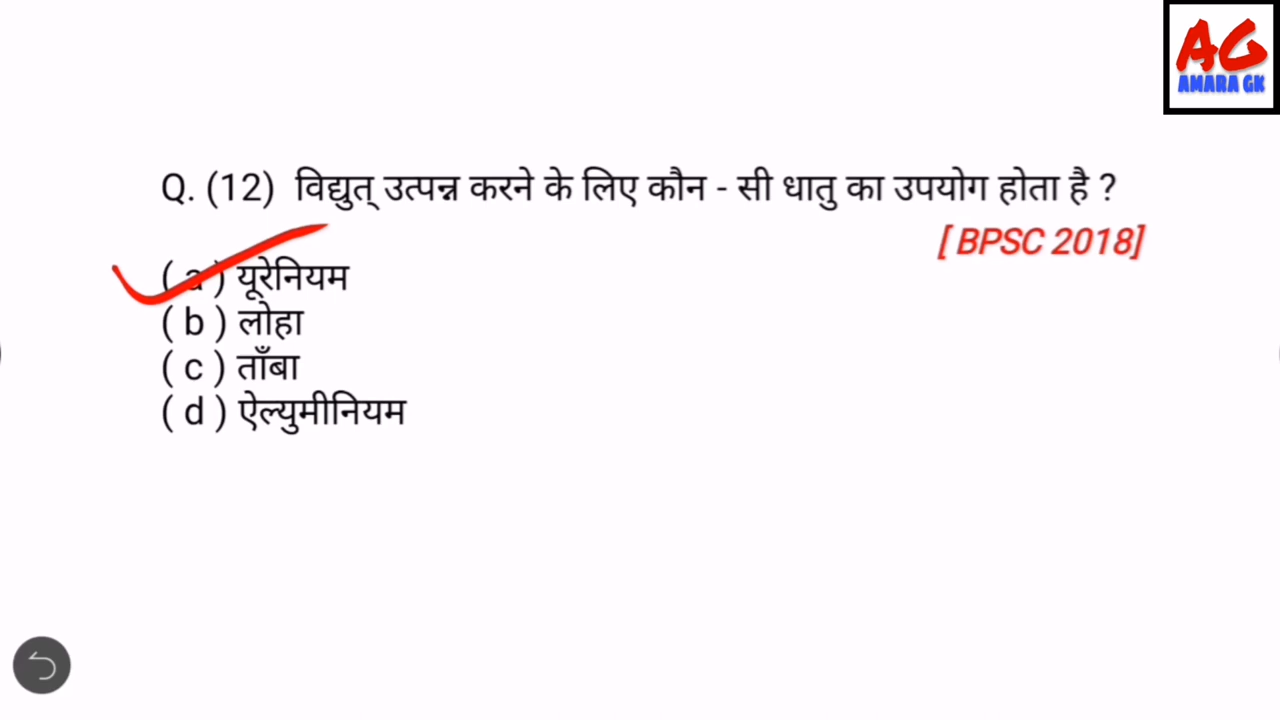 AG
AMARA GK
Q. (12) विद्युत् उत्पन्न करने के लिए कौन - सी धातु का उपयोग होता है ?
[ BPSC 2018]
( a ) यूरेनियम
( b ) लोहा
( c ) ताँबा
( d ) ऐल्युमीनियम